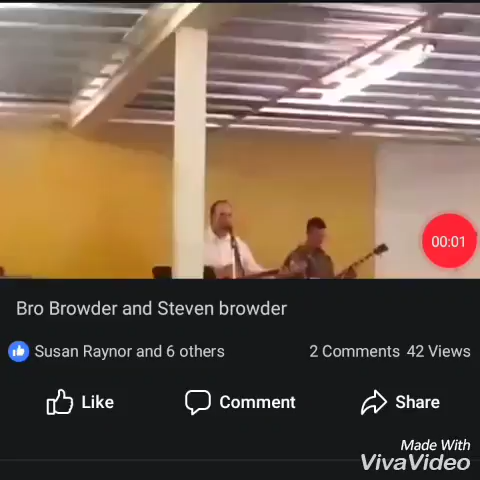 00:01
Bro Browder and Steven browder
Susan Raynor and 6 others 2 Comments 42 Views
Like Comment Share
Made With
VivaVideo